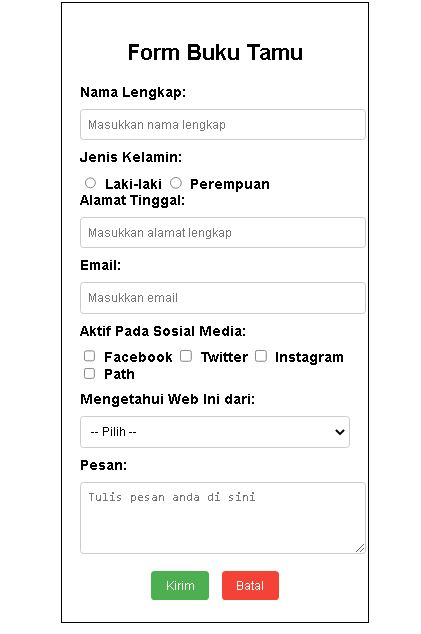 Form Buku Tamu
Nama Lengkap:
Masukkan nama lengkap
Jenis Kelamin:
Laki-laki Perempuan
Alamat Tinggal:
Masukkan alamat lengkap
Email:
Masukkan email
Aktif Pada Sosial Media:
Facebook Twitter Instagram
Path
Mengetahui Web Ini dari:
-- Pilih --
Pesan:
Tulis pesan anda di sini
Kirim Batal